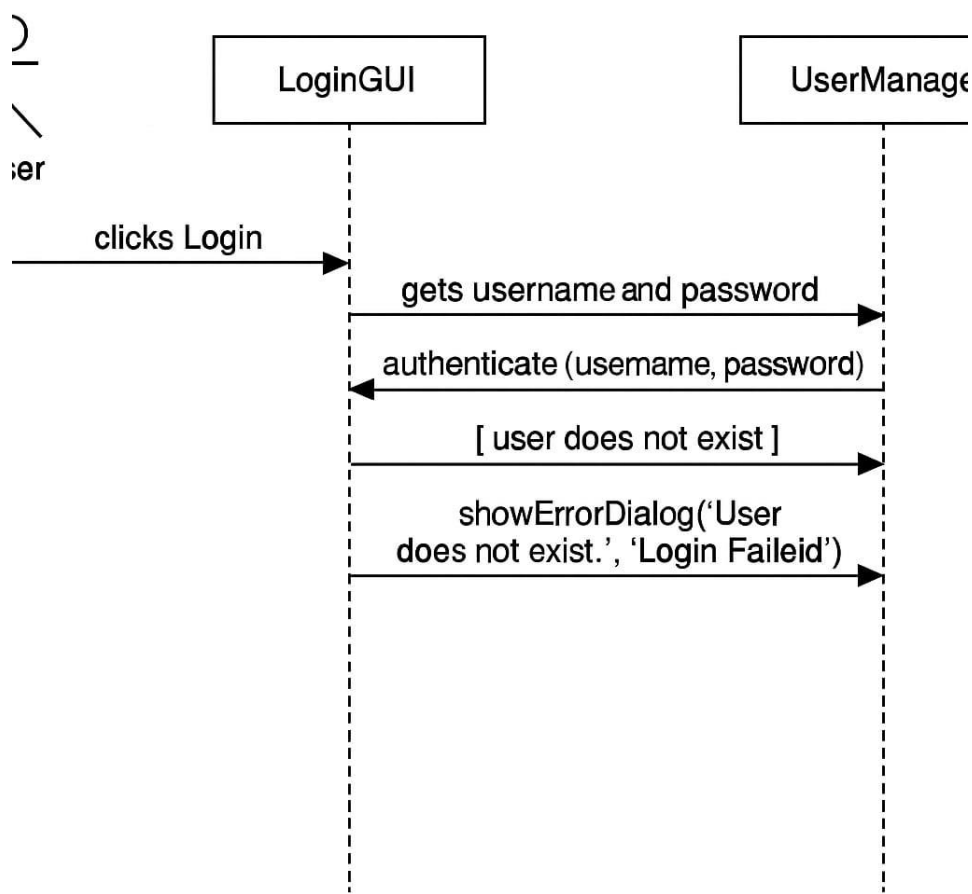 LoginGUI
UserManage
ser
clicks Login
gets username and password
authenticate (usemame, password)
[ user does not exist ]
showErrorDialog(‘User
does not exist.’, ‘Login Faileid’)